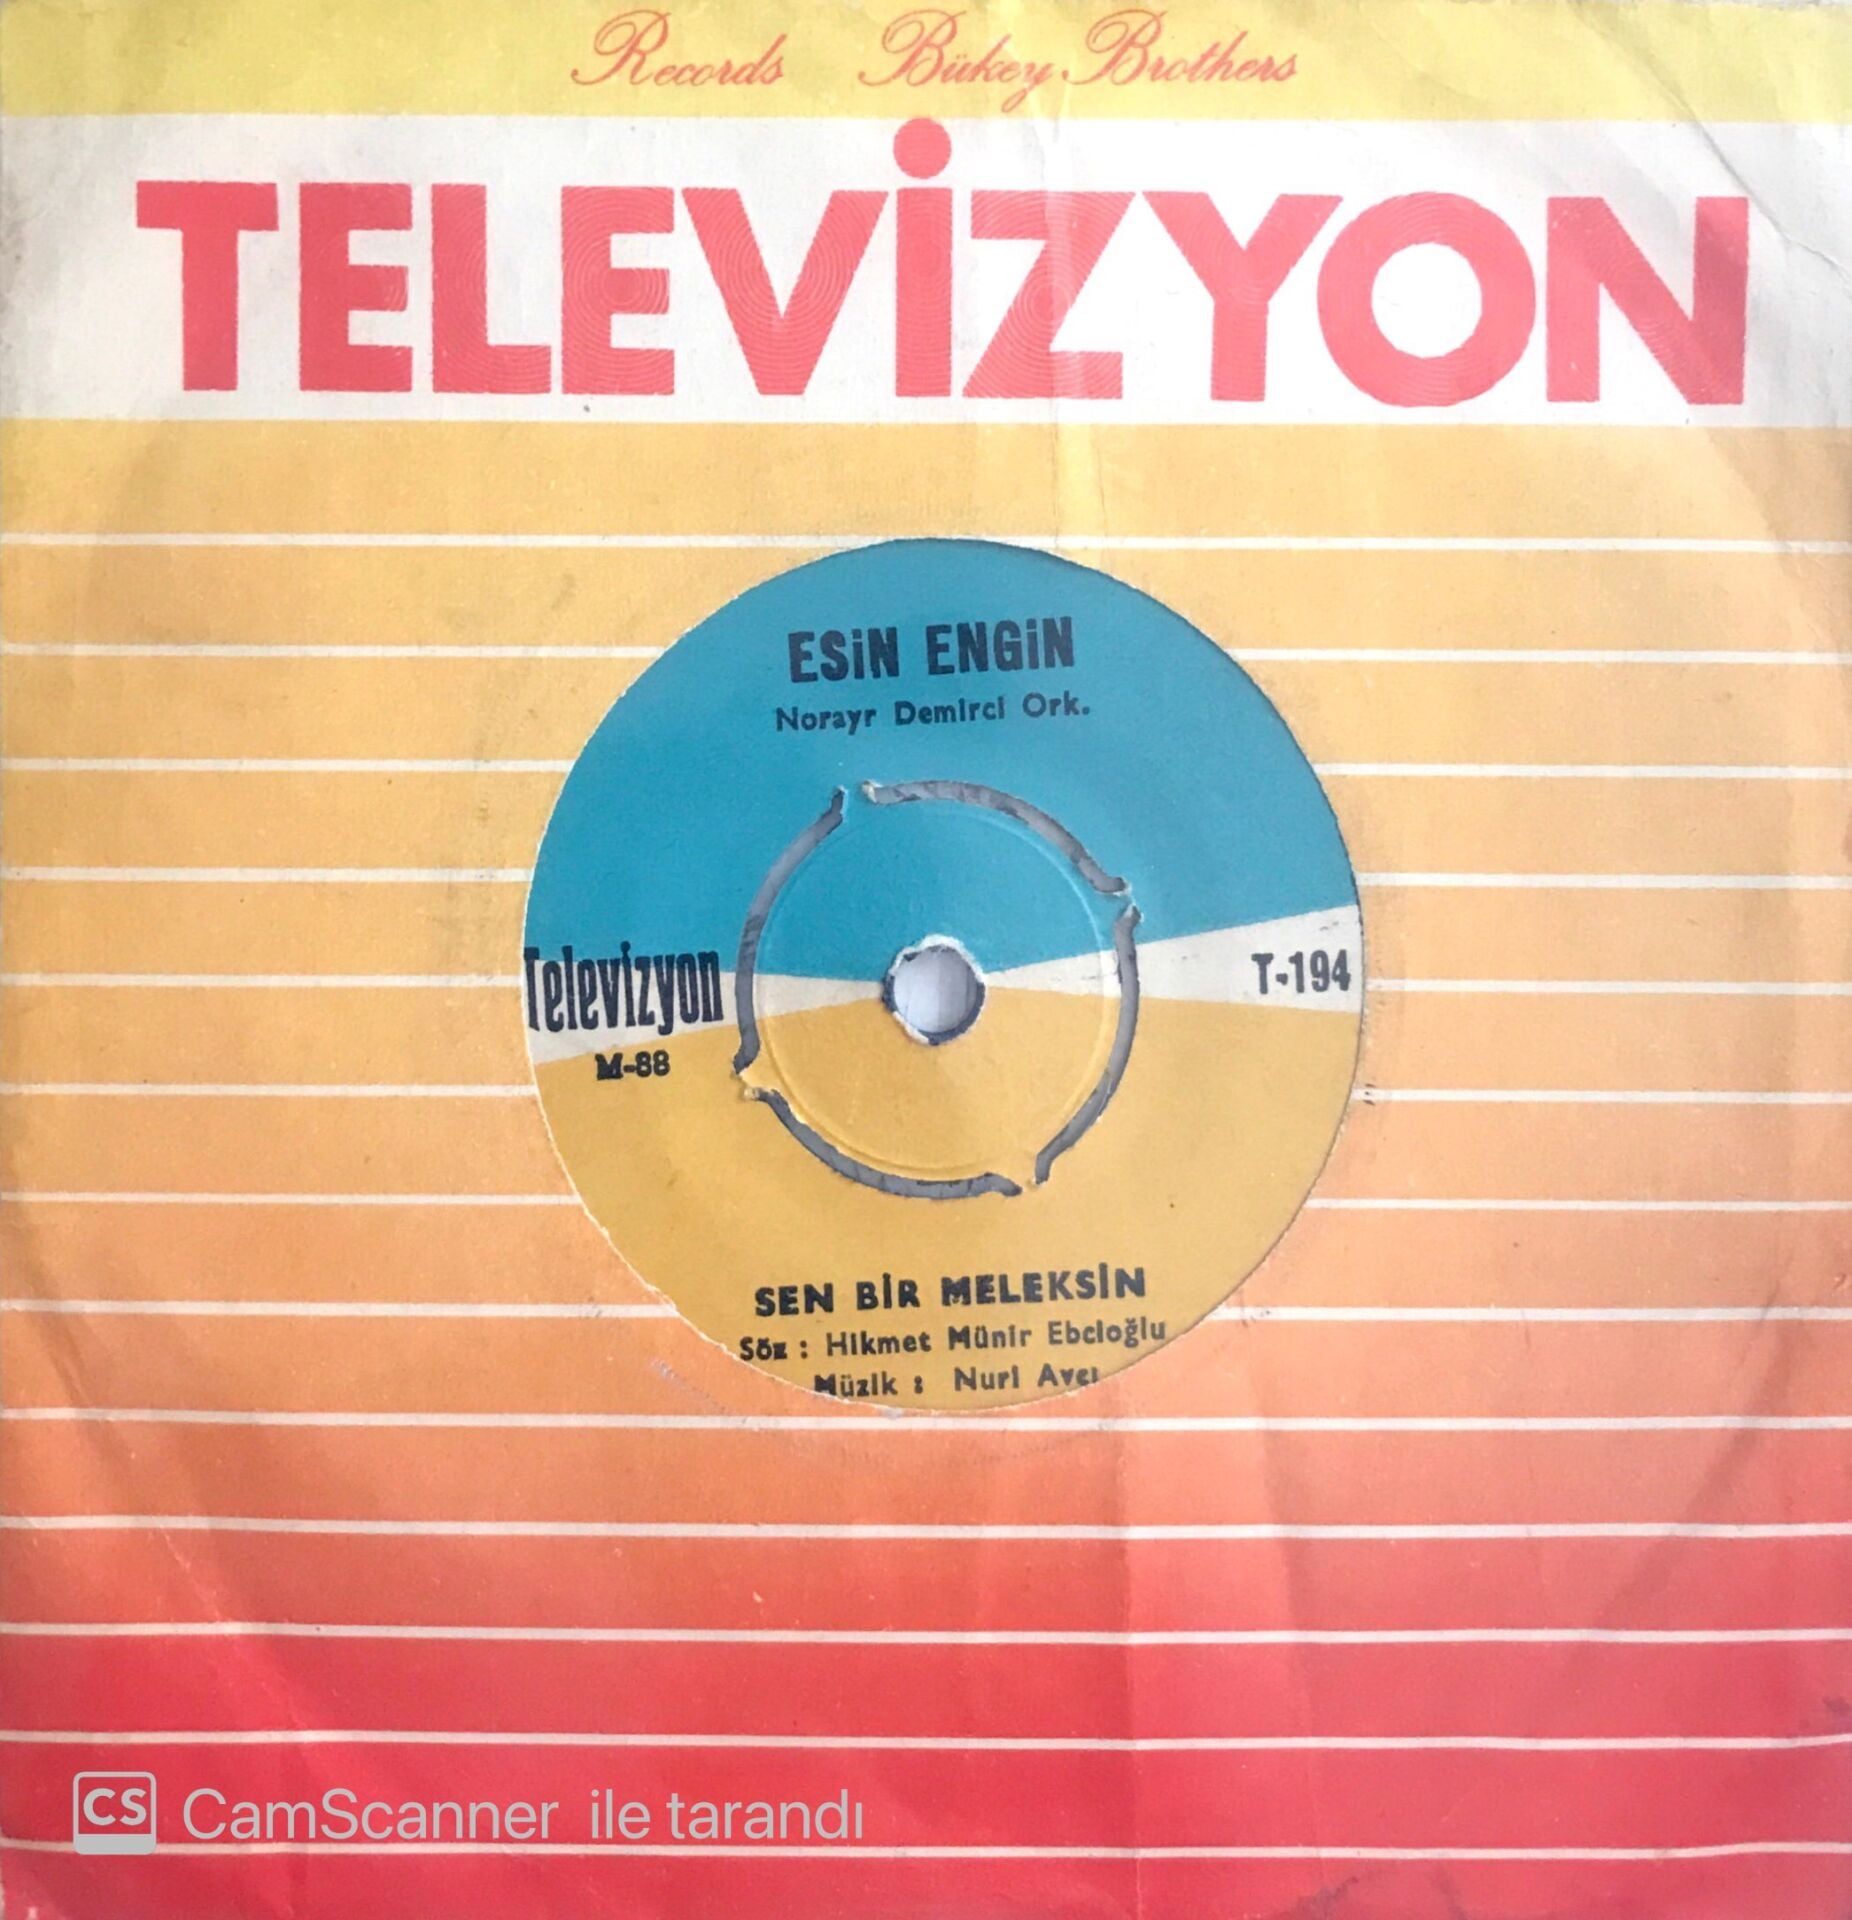 Records Bükey Brothers
TELEVİZYON
ESİN ENGİN
Norayr Demirci Ork.
Televizyon
T-194
M-88
SEN BİR MELEKSİN
Söz : Hikmet Münir Ebcioğlu
Müzik : Nuri Avcı
CS CamScanner ile tarandı